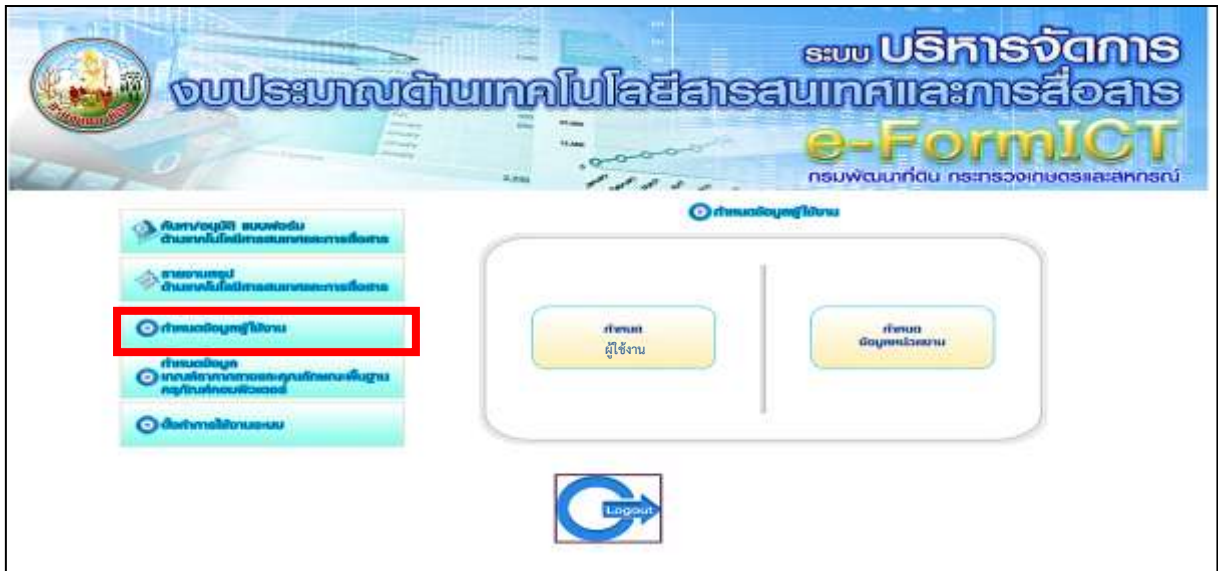 ระบบ บริหารจัดการ
งบประมาณด้านเทคโนโลยีสารสนเทศและการสื่อสาร
e-FormICT
กรมพัฒนาที่ดิน กระทรวงเกษตรและสหกรณ์
ค้นหา/อนุมัติ แบบฟอร์ม
ด้านเทคโนโลยีสารสนเทศและการสื่อสาร
รายงานสรุป
ด้านเทคโนโลยีสารสนเทศและการสื่อสาร
กำหนดข้อมูลผู้ใช้งาน
กำหนดข้อมูล
เกณฑ์ราคากลางและคุณลักษณะพื้นฐาน
ครุภัณฑ์คอมพิวเตอร์
ตั้งค่าการใช้งานระบบ
กำหนดข้อมูลผู้ใช้งาน
กำหนด
ผู้ใช้งาน
กำหนด
ข้อมูลหน่วยงาน
Logout